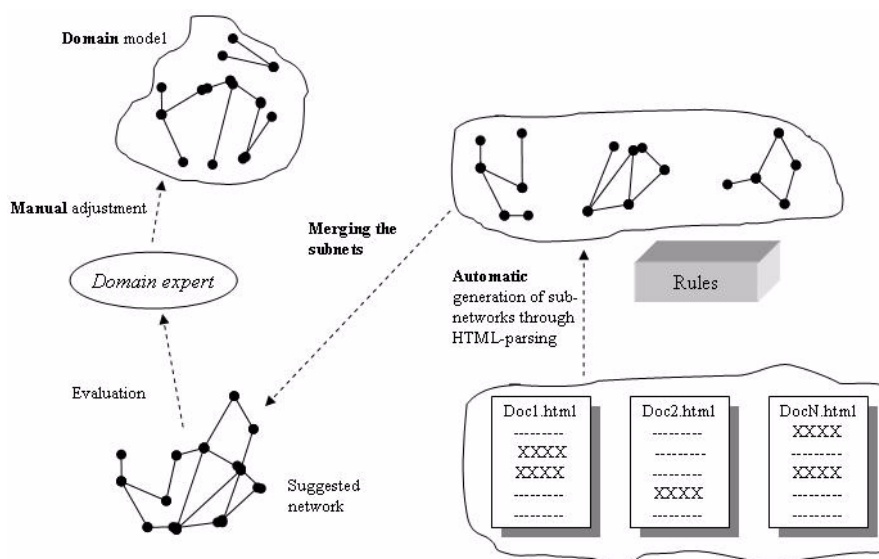 Domain model
Manual adjustment
Domain expert
Evaluation
Suggested
network
Merging the
subnets
Automatic
generation of sub-
networks through
HTML-parsing
Rules
Doc1.html
---------
XXXX
XXXX
---------
---------
Doc2.html
---------
---------
---------
XXXX
---------
DocN.html
XXXX
---------
XXXX
---------
---------